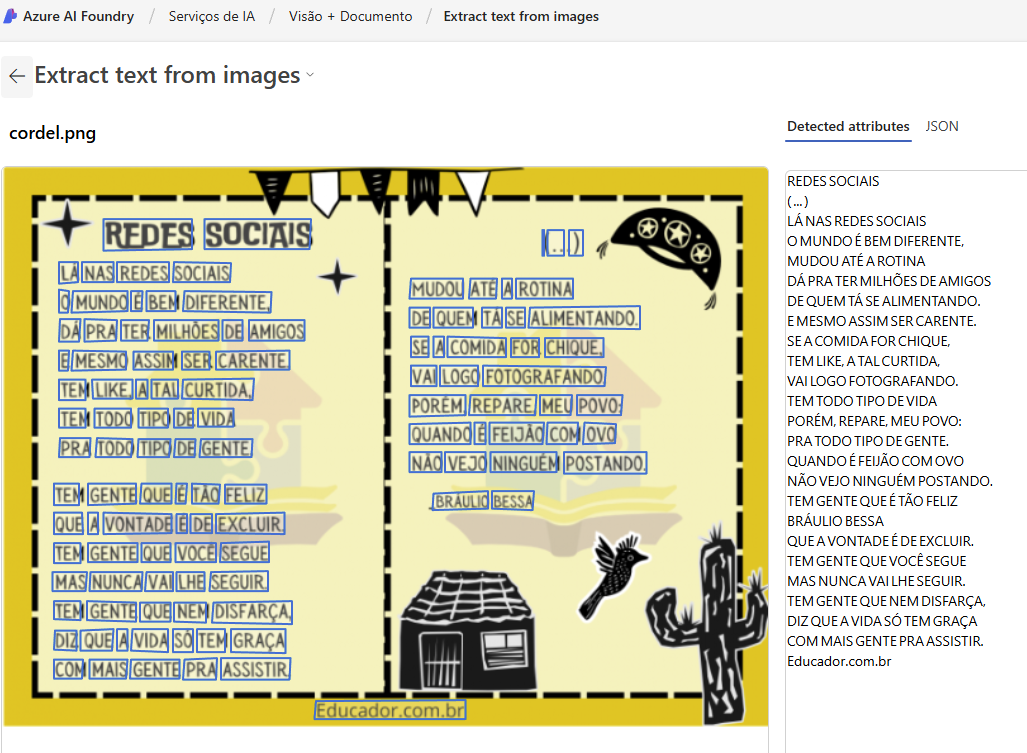 Azure AI Foundry / Serviços de IA / Visão + Documento / Extract text from images
Extract text from images
cordel.png
REDES SOCIAIS
LÁ NAS REDES SOCIAIS
O MUNDO É BEM DIFERENTE,
DÁ PRA TER MILHÕES DE AMIGOS
E MESMO ASSIM SER CARENTE.
TEM LIKE, A TAL CURTIDA,
TEM TODO TIPO DE VIDA
PRA TODO TIPO DE GENTE.
TEM GENTE QUE É TÃO FELIZ
QUE A VONTADE É DE EXCLUIR.
TEM GENTE QUE VOCÊ SEGUE
MAS NUNCA VAI LHE SEGUIR.
TEM GENTE QUE NEM DISFARÇA,
DIZ QUE A VIDA SÓ TEM GRAÇA
COM MAIS GENTE PRA ASSISTIR.
(...)
MUDOU ATÉ A ROTINA
DE QUEM TÁ SE ALIMENTANDO.
SE A COMIDA FOR CHIQUE,
VAI LOGO FOTOGRAFANDO.
PORÉM, REPARE, MEU POVO:
QUANDO É FEIJÃO COM OVO
NÃO VEJO NINGUÉM POSTANDO.
BRÁULIO BESSA
Educador.com.br
Detected attributes
JSON
REDES SOCIAIS
(...)
LÁ NAS REDES SOCIAIS
O MUNDO É BEM DIFERENTE,
MUDOU ATÉ A ROTINA
DÁ PRA TER MILHÕES DE AMIGOS
DE QUEM TÁ SE ALIMENTANDO.
E MESMO ASSIM SER CARENTE.
SE A COMIDA FOR CHIQUE,
TEM LIKE, A TAL CURTIDA,
VAI LOGO FOTOGRAFANDO.
TEM TODO TIPO DE VIDA
PORÉM, REPARE, MEU POVO:
PRA TODO TIPO DE GENTE.
QUANDO É FEIJÃO COM OVO
NÃO VEJO NINGUÉM POSTANDO.
TEM GENTE QUE É TÃO FELIZ
BRÁULIO BESSA
QUE A VONTADE É DE EXCLUIR.
TEM GENTE QUE VOCÊ SEGUE
MAS NUNCA VAI LHE SEGUIR.
TEM GENTE QUE NEM DISFARÇA,
DIZ QUE A VIDA SÓ TEM GRAÇA
COM MAIS GENTE PRA ASSISTIR.
Educador.com.br